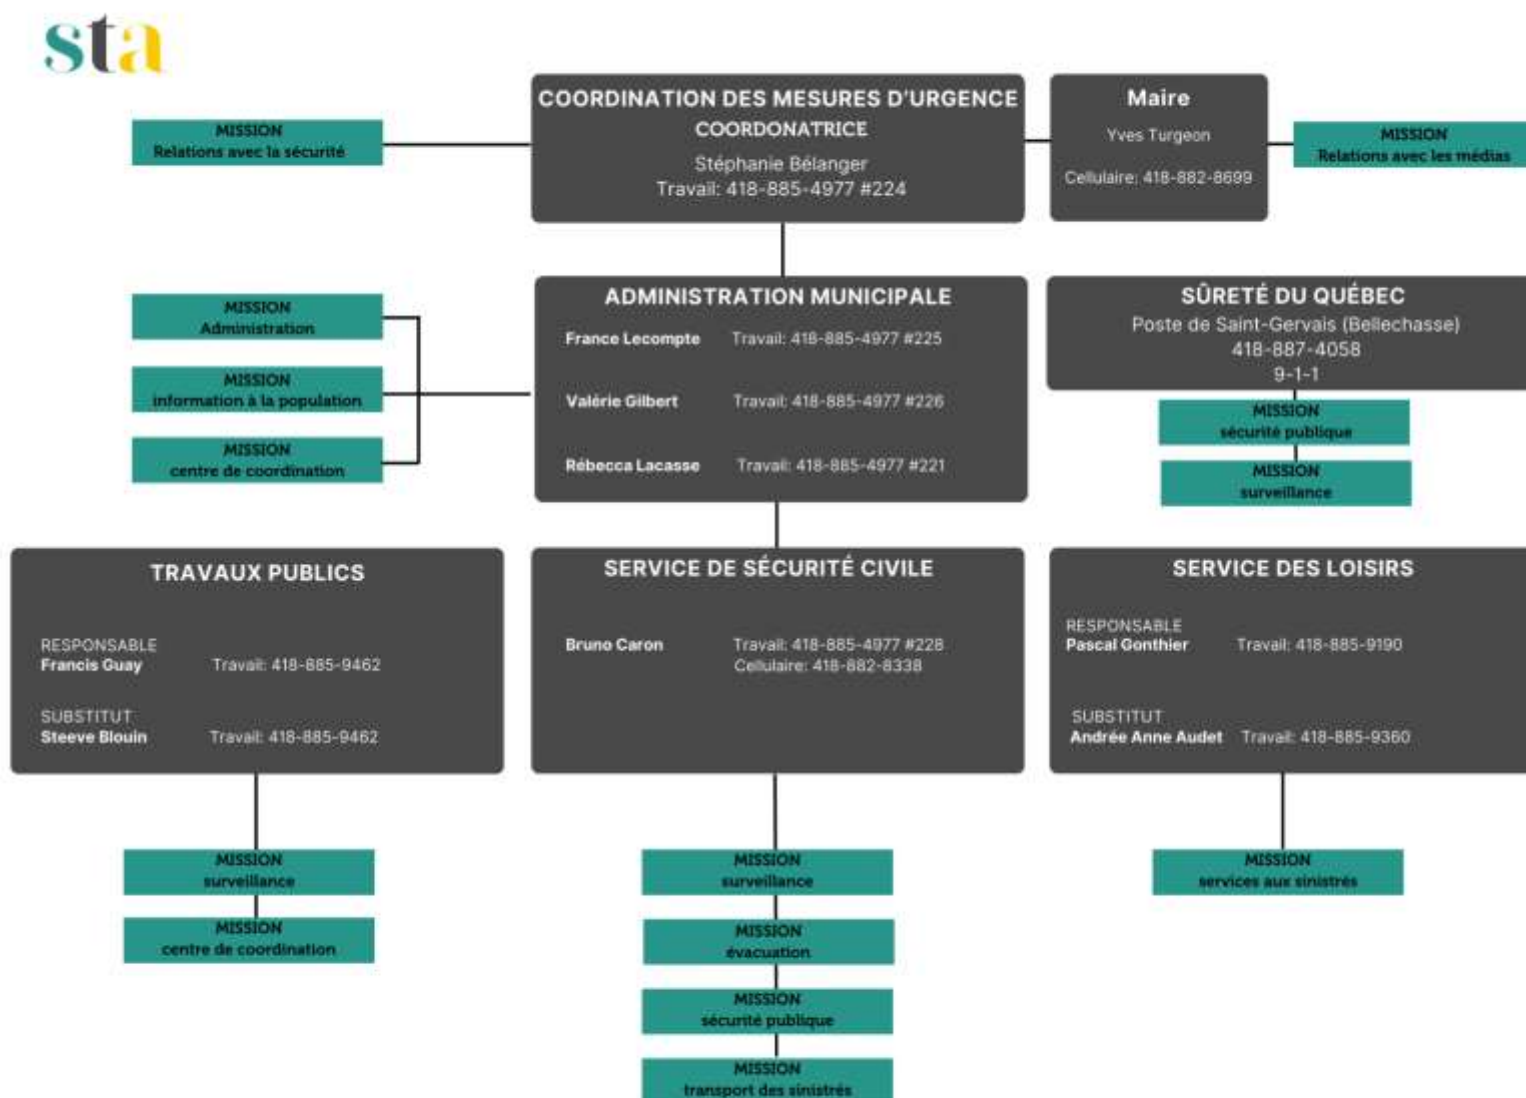 sta
COORDINATION DES MESURES D'URGENCE
COORDONATRICE
Stéphanie Bélanger
Travail: 418-885-4977 #224
Maire
Yves Turgeon
Cellulaire: 418-882-8699
MISSION
Relations avec la sécurité
MISSION
Relations avec les médias
MISSION
Administration
MISSION
information à la population
MISSION
centre de coordination
ADMINISTRATION MUNICIPALE
France Lecompte Travail: 418-885-4977 #225
Valérie Gilbert Travail: 418-885-4977 #226
Rébecca Lacasse Travail: 418-885-4977 #221
SÛRETÉ DU QUÉBEC
Poste de Saint-Gervais (Bellechasse)
418-887-4058
9-1-1
MISSION
sécurité publique
MISSION
surveillance
TRAVAUX PUBLICS
RESPONSABLE
Francis Guay Travail: 418-885-9462
SUBSTITUT
Steeve Blouin Travail: 418-885-9462
MISSION
surveillance
MISSION
centre de coordination
SERVICE DE SÉCURITÉ CIVILE
Bruno Caron Travail: 418-885-4977 #228
Cellulaire: 418-882-8338
MISSION
surveillance
MISSION
évacuation
MISSION
sécurité publique
MISSION
transport des sinistrés
SERVICE DES LOISIRS
RESPONSABLE
Pascal Gonthier Travail: 418-885-9190
SUBSTITUT
Andrée Anne Audet Travail: 418-885-9360
MISSION
services aux sinistrés